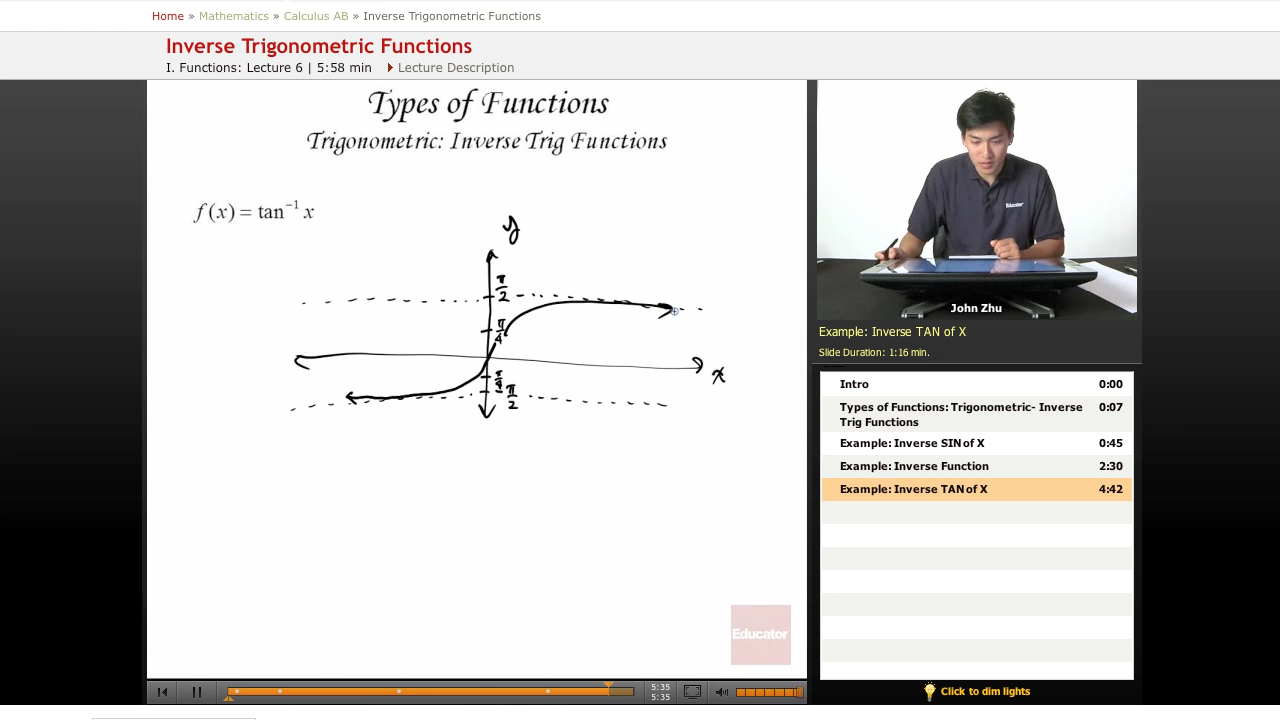 Home » Mathematics » Calculus AB » Inverse Trigonometric Functions
Inverse Trigonometric Functions
I. Functions: Lecture 6 | 5:58 min Lecture Description
Types of Functions
Trigonometric: Inverse Trig Functions
f(x) = tan⁻¹ x
y
π/2
π/4
x
π/4
π/2
Educator
5:35
5:35
Educator
John Zhu
Example: Inverse TAN of X
Slide Duration: 1:16 min.
Intro 0:00
Types of Functions: Trigonometric- Inverse 0:07
Trig Functions
Example: Inverse SIN of X 0:45
Example: Inverse Function 2:30
Example: Inverse TAN of X 4:42
Click to dim lights